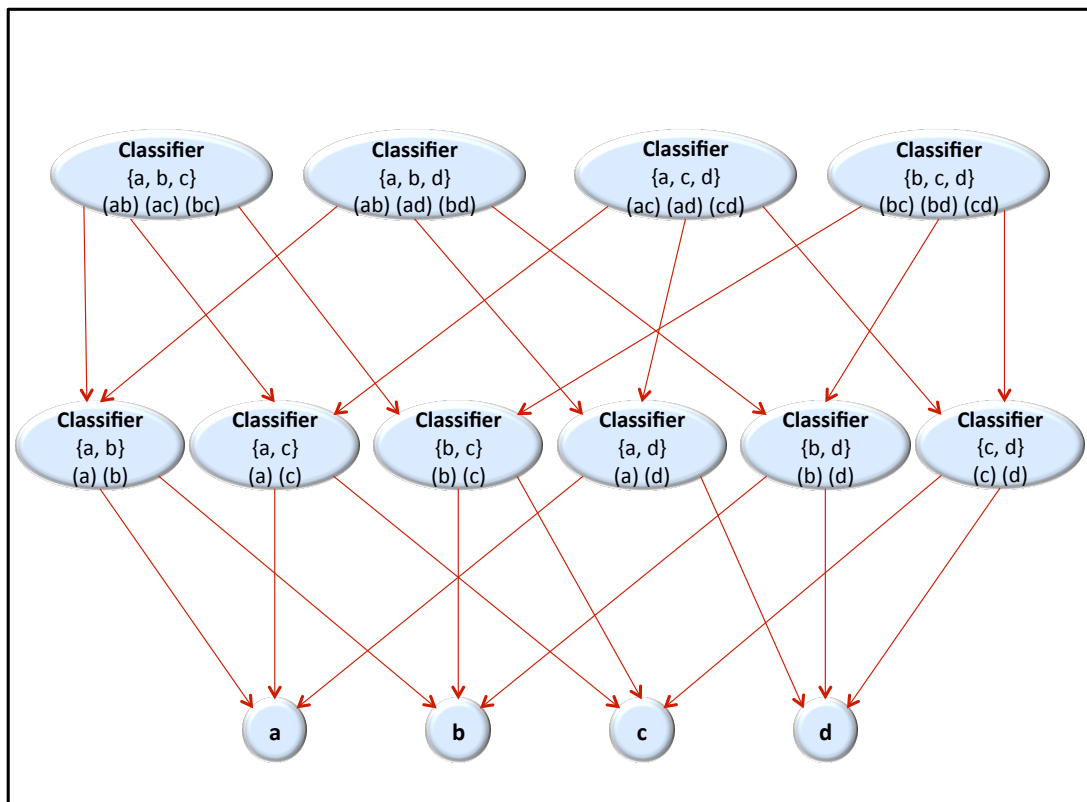 Classifier
{a, b, c}
(ab) (ac) (bc)
Classifier
{a, b, d}
(ab) (ad) (bd)
Classifier
{a, c, d}
(ac) (ad) (cd)
Classifier
{b, c, d}
(bc) (bd) (cd)
Classifier
{a, b}
(a) (b)
Classifier
{a, c}
(a) (c)
Classifier
{b, c}
(b) (c)
Classifier
{a, d}
(a) (d)
Classifier
{b, d}
(b) (d)
Classifier
{c, d}
(c) (d)
a
b
c
d